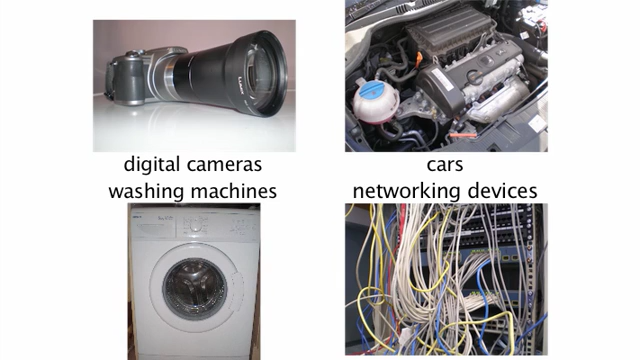 digital cameras
cars
washing machines
networking devices